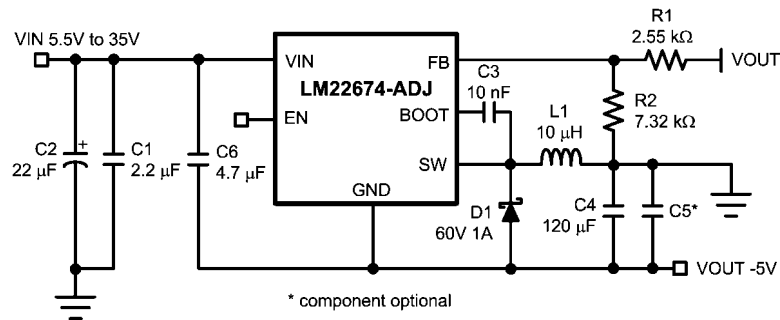 VIN 5.5V to 35V
VIN
FB
R1
2.55 kΩ
VOUT
LM22674-ADJ
C3
10 nF
EN
BOOT
R2
7.32 kΩ
L1
10 μH
C2
+
22 μF
C1
2.2 μF
C6
4.7 μF
SW
GND
D1
60V 1A
C4
120 μF
C5*
VOUT -5V
* component optional